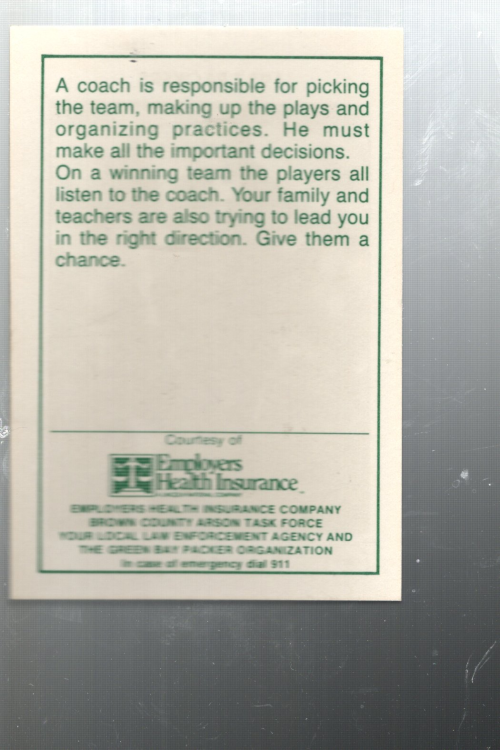 A coach is responsible for picking
the team, making up the plays and
organizing practices. He must
make all the important decisions.
On a winning team the players all
listen to the coach. Your family and
teachers are also trying to lead you
in the right direction. Give them a
chance.
Courtesy of
Employers
Health Insurance
EMPLOYERS HEALTH INSURANCE COMPANY
BROWN COUNTY ARSON TASK FORCE
YOUR LOCAL LAW ENFORCEMENT AGENCY AND
THE GREEN BAY PACKER ORGANIZATION
In case of emergency dial 911